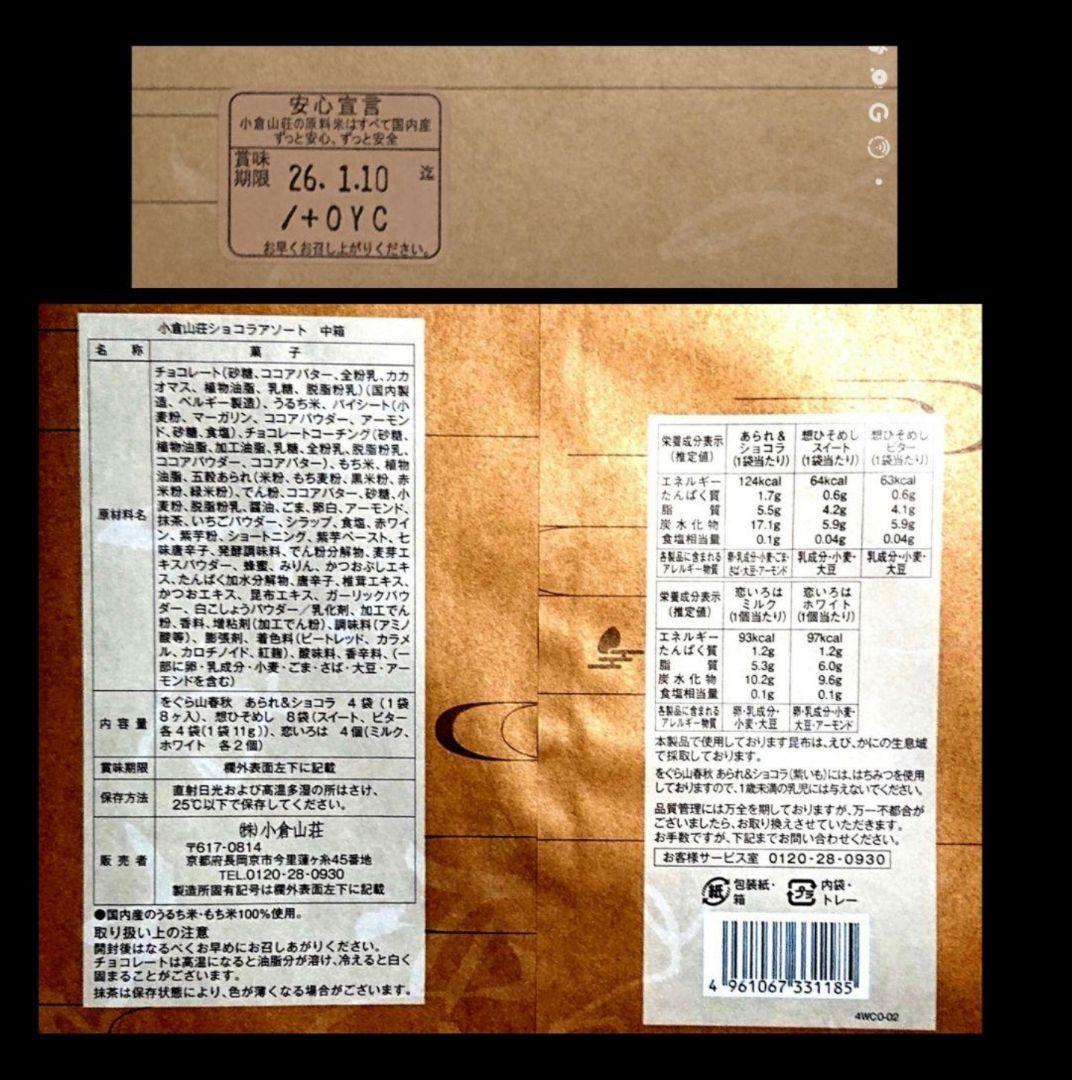 安心宣言
小倉山荘の原料米はすべて国内産
ずっと安心、ずっと安全
賞味
期限 26. 1.10 迄
/+OYC
お早くお召し上がりください。
G
小倉山荘ショコラアソート 中箱
名 称 菓 子
原材料名
チョコレート(砂糖、ココアバター、全粉乳、カカ
オマス、植物油脂、乳糖、脱脂粉乳)(国内製
造、ベルギー製造)、うるち米、パイシート(小
麦粉、マーガリン、ココアパウダー、アーモン
ド、砂糖、食塩)、チョコレートコーチング(砂糖、
植物油脂、加工油脂、乳糖、全粉乳、脱脂粉乳、
ココアパウダー、ココアバター)、もち米、植物
油脂、五穀あられ(米粉、もち麦粉、黒米粉、赤
米粉、緑米粉)、でん粉、ココアバター、砂糖、小
麦粉、脱脂粉乳、醤油、ごま、卵白、アーモンド、
抹茶、いちごパウダー、シラップ、食塩、赤ワイ
ン、紫芋粉、ショートニング、紫芋ペースト、七
味唐辛子、発酵調味料、でん粉分解物、麦芽エ
キスパウダー、蜂蜜、みりん、かつおぶしエキ
ス、たんぱく加水分解物、唐辛子、椎茸エキス、
かつおエキス、昆布エキス、ガーリックパウ
ダー、白こしょうパウダー/乳化剤、加工でん
粉、香料、増粘剤(加工でん粉)、調味料(アミノ
酸等)、膨張剤、着色料(ビートレッド、カラメ
ル、カロチノイド、紅麹)、酸味料、香辛料、(一
部に卵・乳成分・小麦・ごま・さば・大豆・アー
モンドを含む)
内容量
をぐら山春秋 あられ&ショコラ 4袋(1袋
8ヶ入)、想ひそめし 8袋(スイート、ビター
各4袋(1袋11g))、恋いろは 4個(ミルク、
ホワイト 各2個)
賞味期限 欄外表面左下に記載
保存方法
直射日光および高温多湿の所はさけ、
25℃以下で保存してください。
販売者
㈱小倉山荘
〒617-0814
京都府長岡京市今里蓮ヶ糸45番地
TEL.0120-28-0930
製造所固有記号は欄外表面左下に記載
●国内産のうるち米・もち米100%使用。
取り扱い上の注意
開封後はなるべくお早めにお召しあがりください。
チョコレートは高温になると油脂分が溶け、冷えると白く
固まることがございます。
抹茶は保存状態により、色が薄くなる場合がございます。
栄養成分表示
(推定値)
あられ&
ショコラ
(1袋当たり)
想ひそめし
スイート
(1袋当たり)
想ひそめし
ビター
(1袋当たり)
エネルギー 124kcal 64kcal 63kcal
たんぱく質 1.7g 0.6g 0.6g
脂 質 5.5g 4.2g 4.1g
炭水化物 17.1g 5.9g 5.9g
食塩相当量 0.1g 0.04g 0.04g
各製品に含まれる
アレルギー物質
卵・乳成分・小麦・ごま・
さば・大豆・アーモンド
乳成分・小麦・
大豆
乳成分・小麦・
大豆
栄養成分表示
(推定値)
恋いろは
ミルク
(1個当たり)
恋いろは
ホワイト
(1個当たり)
エネルギー 93kcal 97kcal
たんぱく質 1.2g 1.2g
脂 質 5.3g 6.0g
炭水化物 10.2g 9.6g
食塩相当量 0.1g 0.1g
各製品に含まれる
アレルギー物質
卵・乳成分・
小麦・大豆
卵・乳成分・小麦・
大豆・アーモンド
本製品で使用しております昆布は、えび、かにの生息域
で採取しております。
をぐら山春秋 あられ&ショコラ(紫いも)には、はちみつを使用
しておりますので、1歳未満の乳児には与えないでください。
品質管理には万全を期しておりますが、万一不都合が
ございましたら、お取り換えさせていただきます。
お手数ですが、下記までお問い合わせください。
お客様サービス室 0120-28-0930
紙 包装紙・
箱
プラ 内袋・
トレー
4 961067 331185
4WC0-02